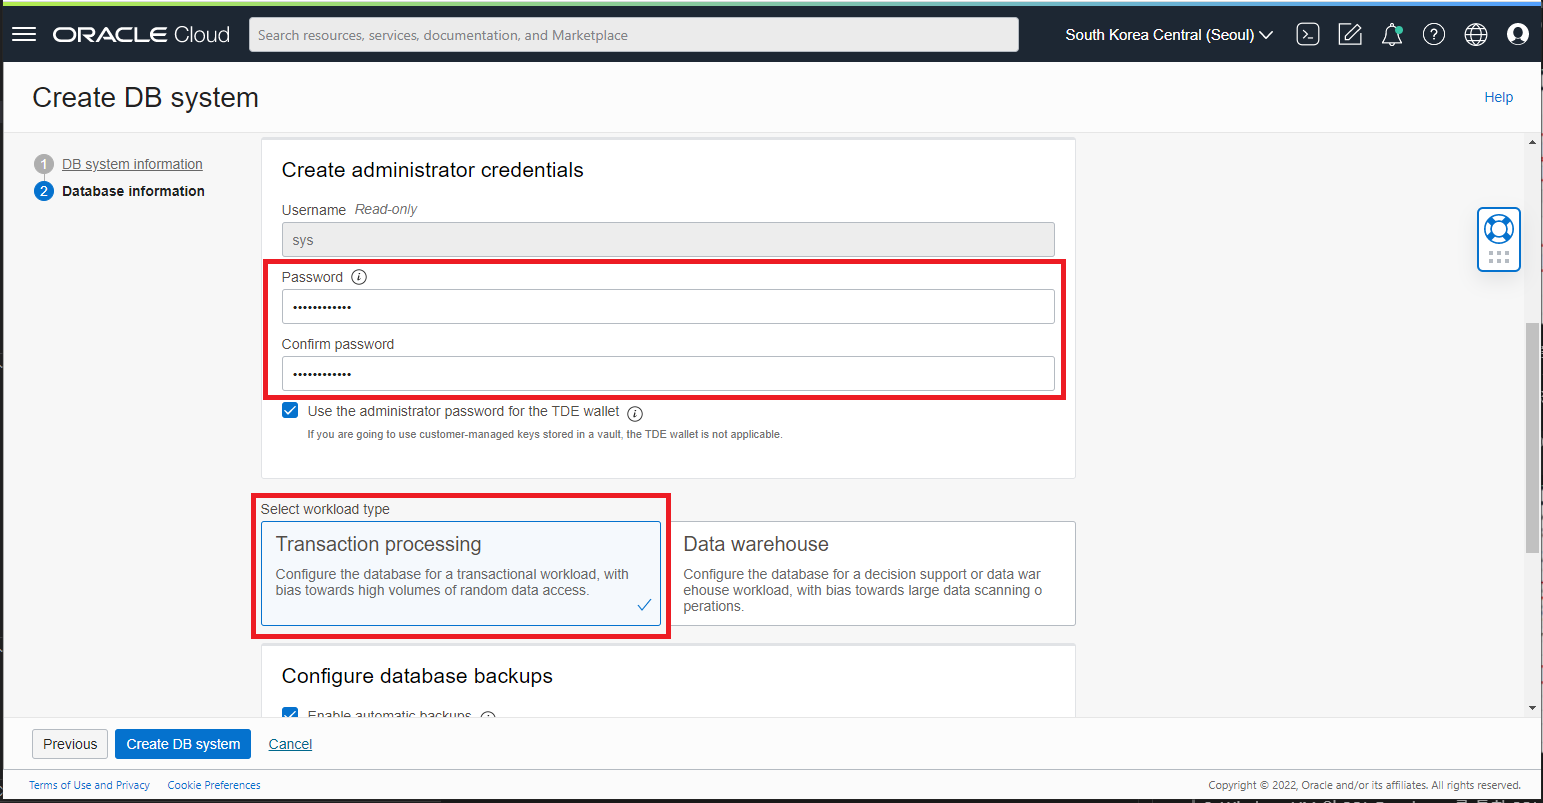 ORACLE Cloud
Search resources, services, documentation, and Marketplace
South Korea Central (Seoul)
Create DB system
Help
1 DB system information
2 Database information
Create administrator credentials
Username Read-only
sys
Password
••••••••••••
Confirm password
••••••••••••
Use the administrator password for the TDE wallet
If you are going to use customer-managed keys stored in a vault, the TDE wallet is not applicable.
Select workload type
Transaction processing
Configure the database for a transactional workload, with
bias towards high volumes of random data access.
Data warehouse
Configure the database for a decision support or data war
ehouse workload, with bias towards large data scanning o
perations.
Configure database backups
Enable automatic backups
Previous
Create DB system
Cancel
Terms of Use and Privacy
Cookie Preferences
Copyright © 2022, Oracle and/or its affiliates. All rights reserved.